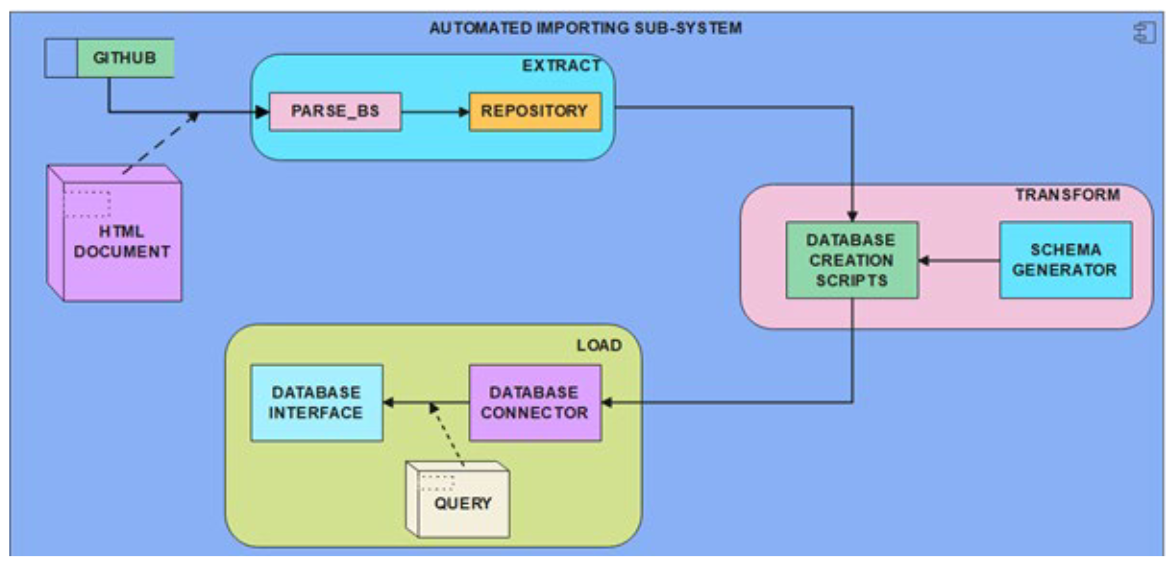 AUTOMATED IMPORTING SUB-SYSTEM
GITHUB
EXTRACT
PARSE_BS
REPOSITORY
HTML
DOCUMENT
TRANSFORM
DATABASE
CREATION
SCRIPTS
SCHEMA
GENERATOR
LOAD
DATABASE
INTERFACE
DATABASE
CONNECTOR
QUERY